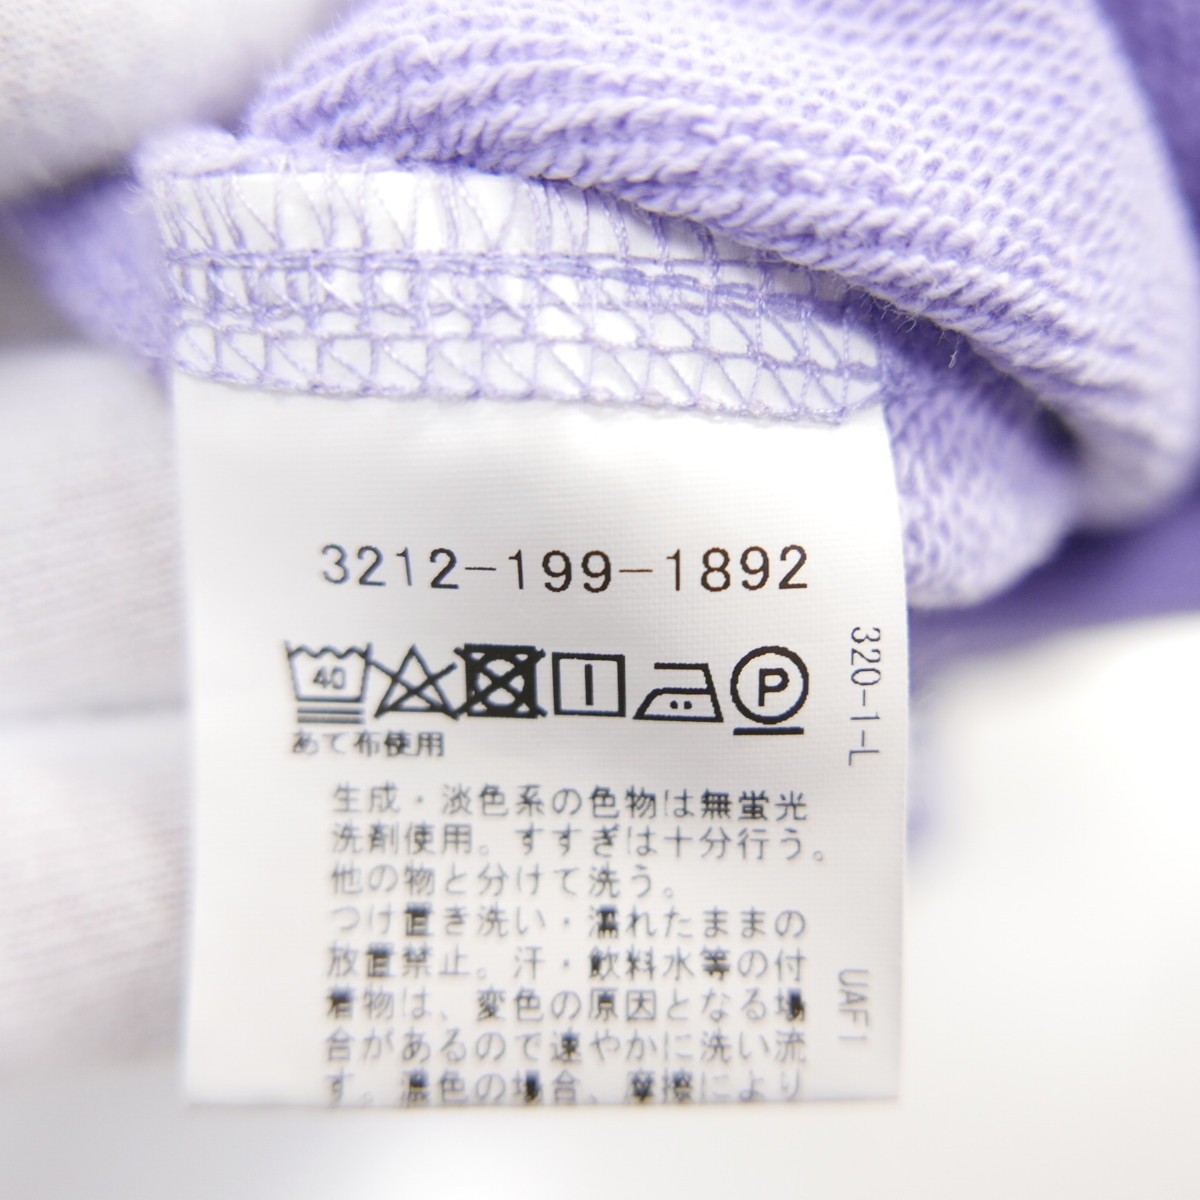 3212-199-1892
40
P
あて布使用
生成・淡色系の色物は無蛍光
洗剤使用。すすぎは十分行う。
他の物と分けて洗う。
つけ置き洗い・濡れたままの
放置禁止。汗・飲料水等の付
着物は、変色の原因となる場
合があるので速やかに洗い流
す。濃色の場合、摩擦により
320-1-L
UAF1